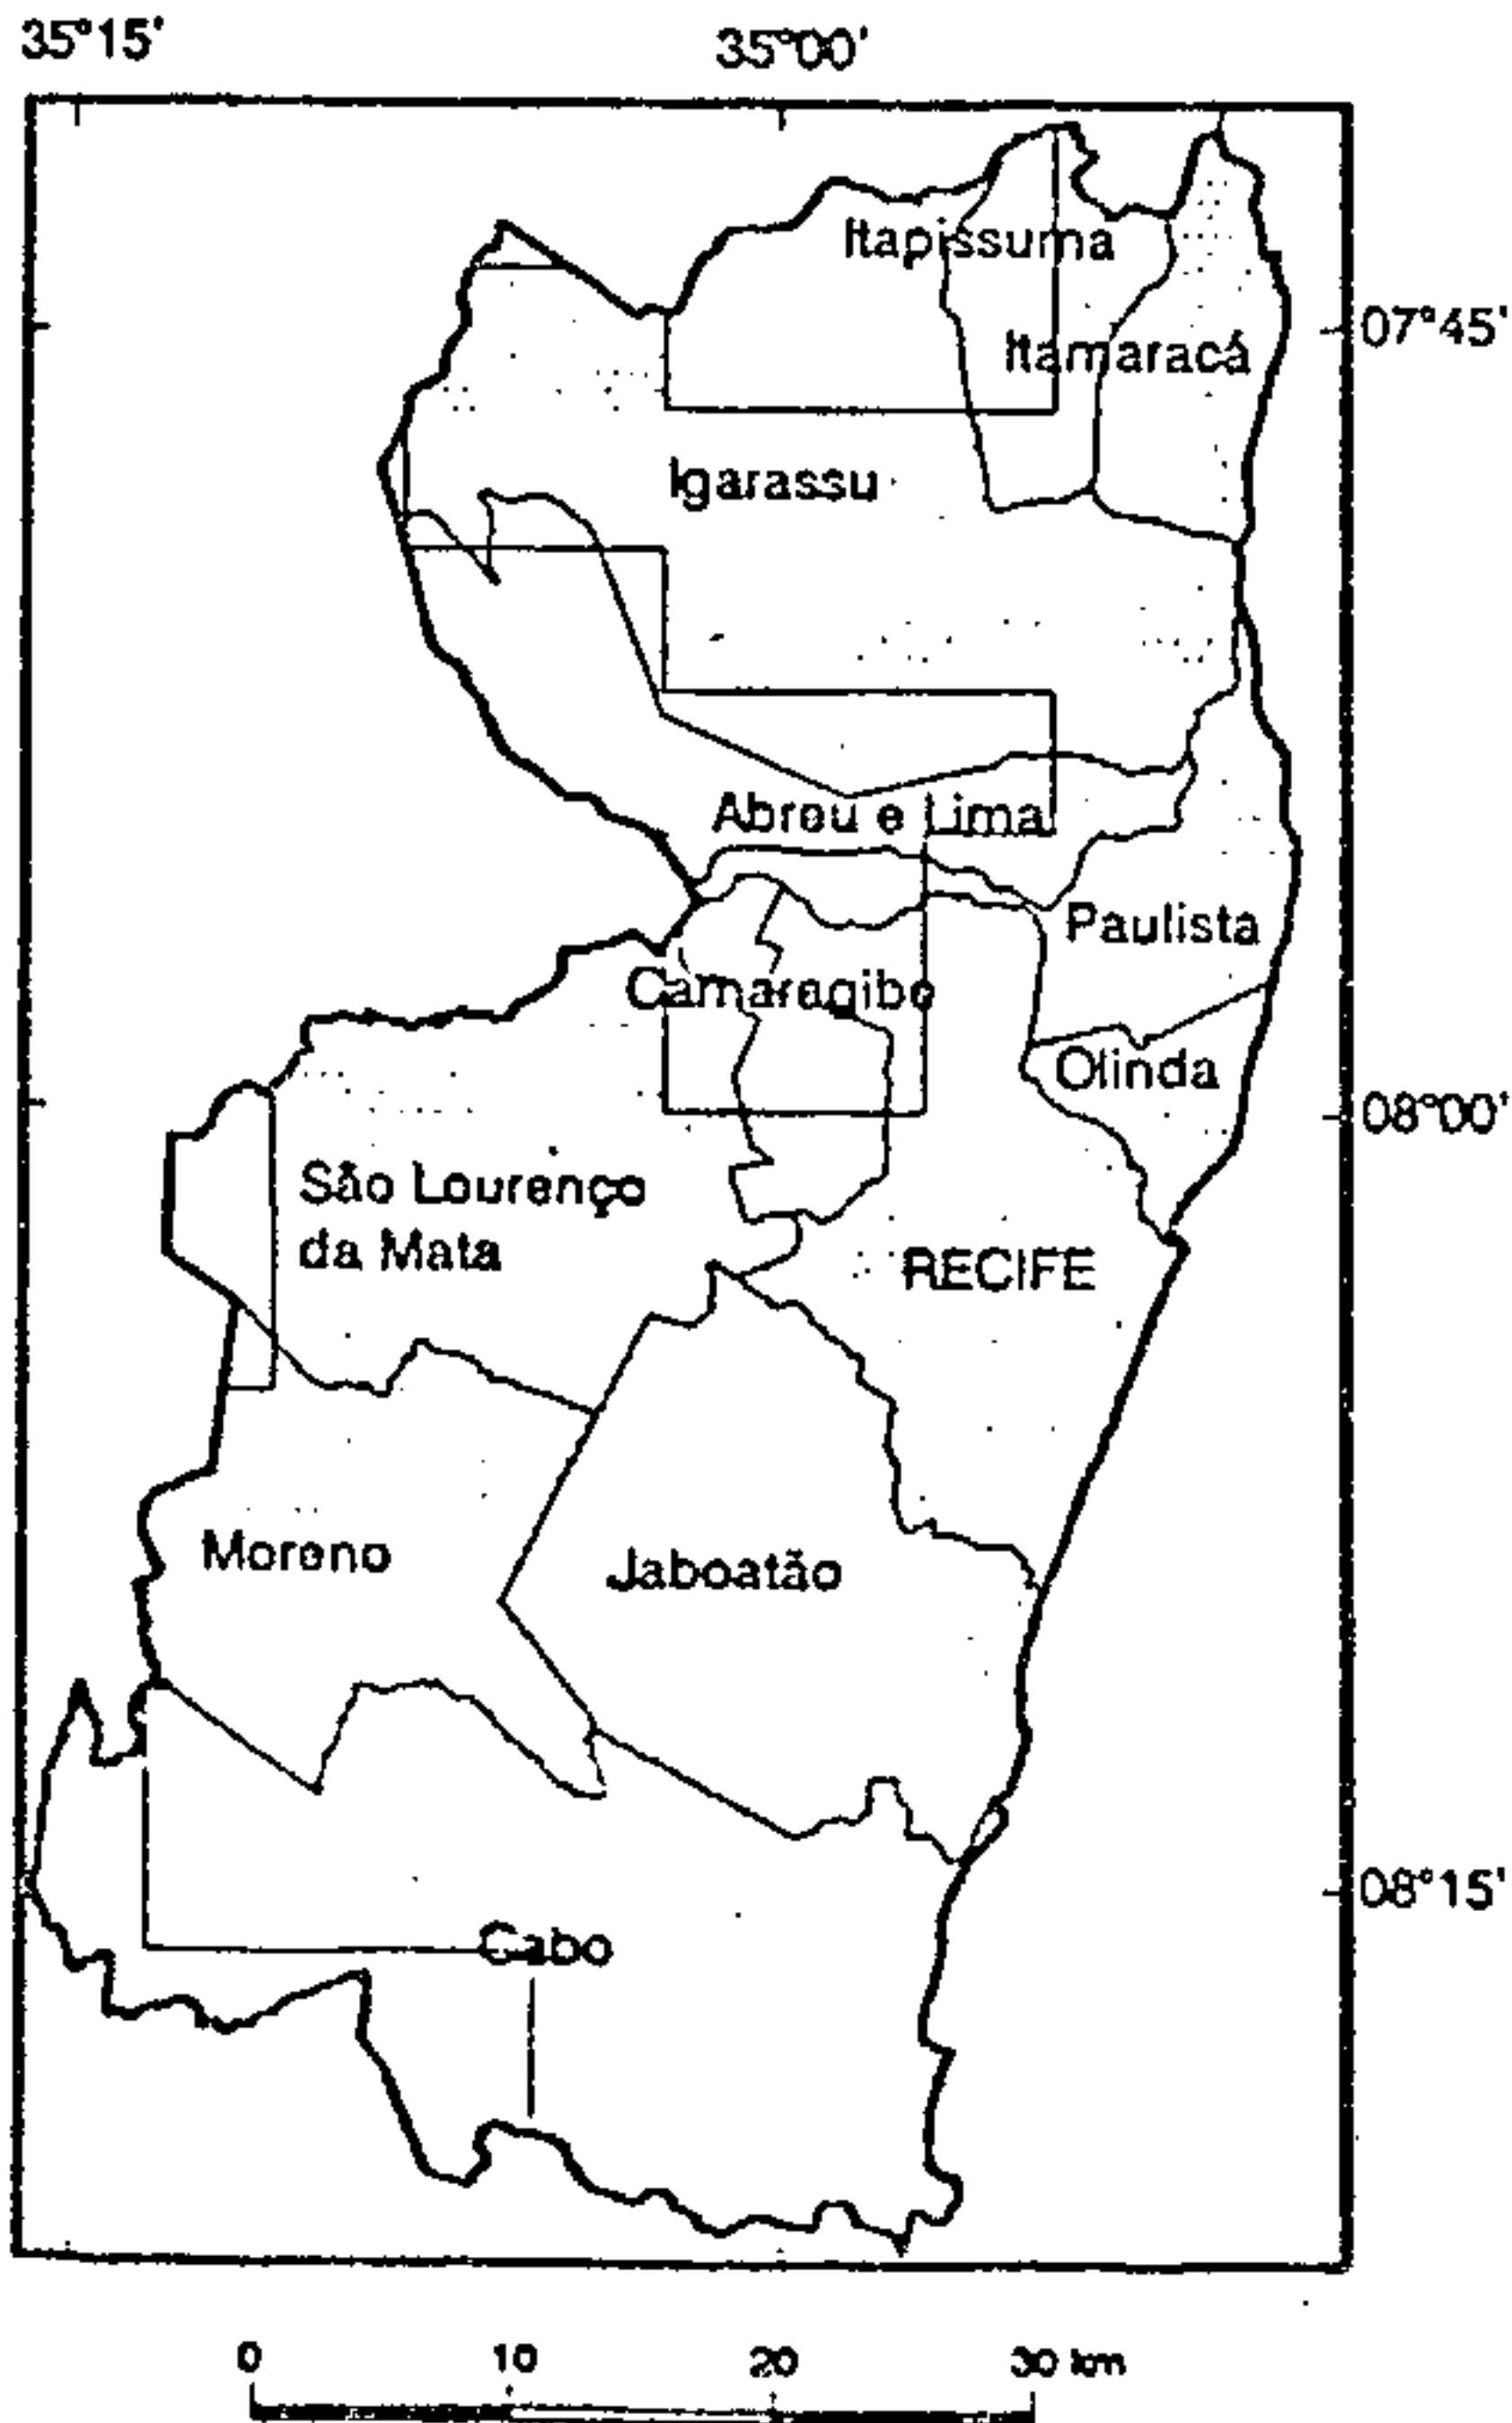 35°15' 35°00'
Itapissuma
07°45'
Itamaracá
Igarassu
Abreu e Lima
Paulista
Camaragibe
Olinda
08°00'
São Lourenço
da Mata
RECIFE
Moreno
Jaboatão
08°15'
Cabo
0 10 20 30 km